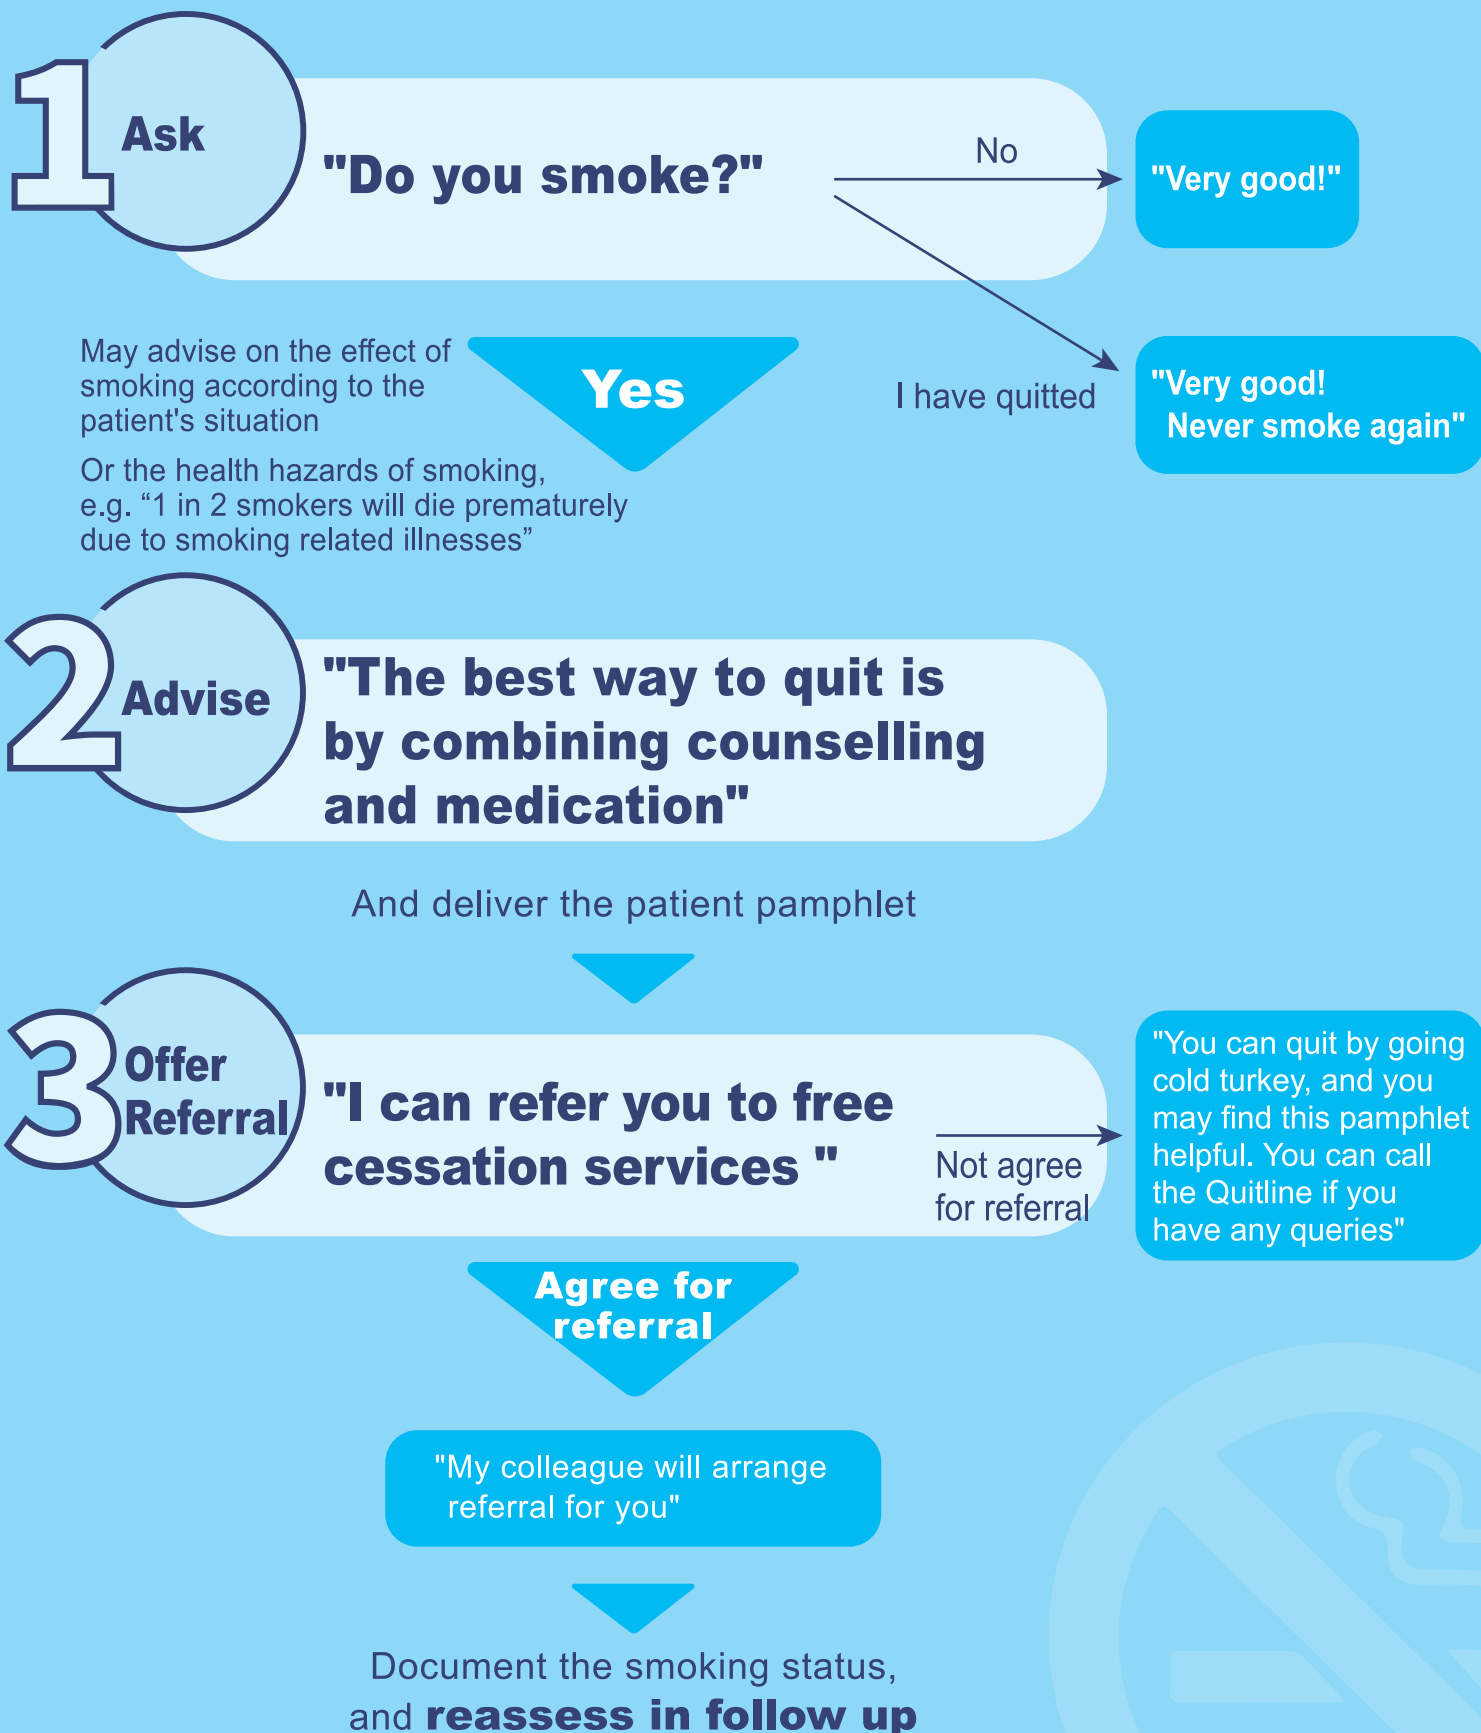 1
Ask
"Do you smoke?"
No
"Very good!"
I have quitted
"Very good!
Never smoke again"
Yes
May advise on the effect of
smoking according to the
patient's situation
Or the health hazards of smoking,
e.g. “1 in 2 smokers will die prematurely
due to smoking related illnesses”
2
Advise
"The best way to quit is
by combining counselling
and medication"
And deliver the patient pamphlet
3
Offer
Referral
"I can refer you to free
cessation services "
Not agree
for referral
"You can quit by going
cold turkey, and you
may find this pamphlet
helpful. You can call
the Quitline if you
have any queries"
Agree for
referral
"My colleague will arrange
referral for you"
Document the smoking status,
and reassess in follow up